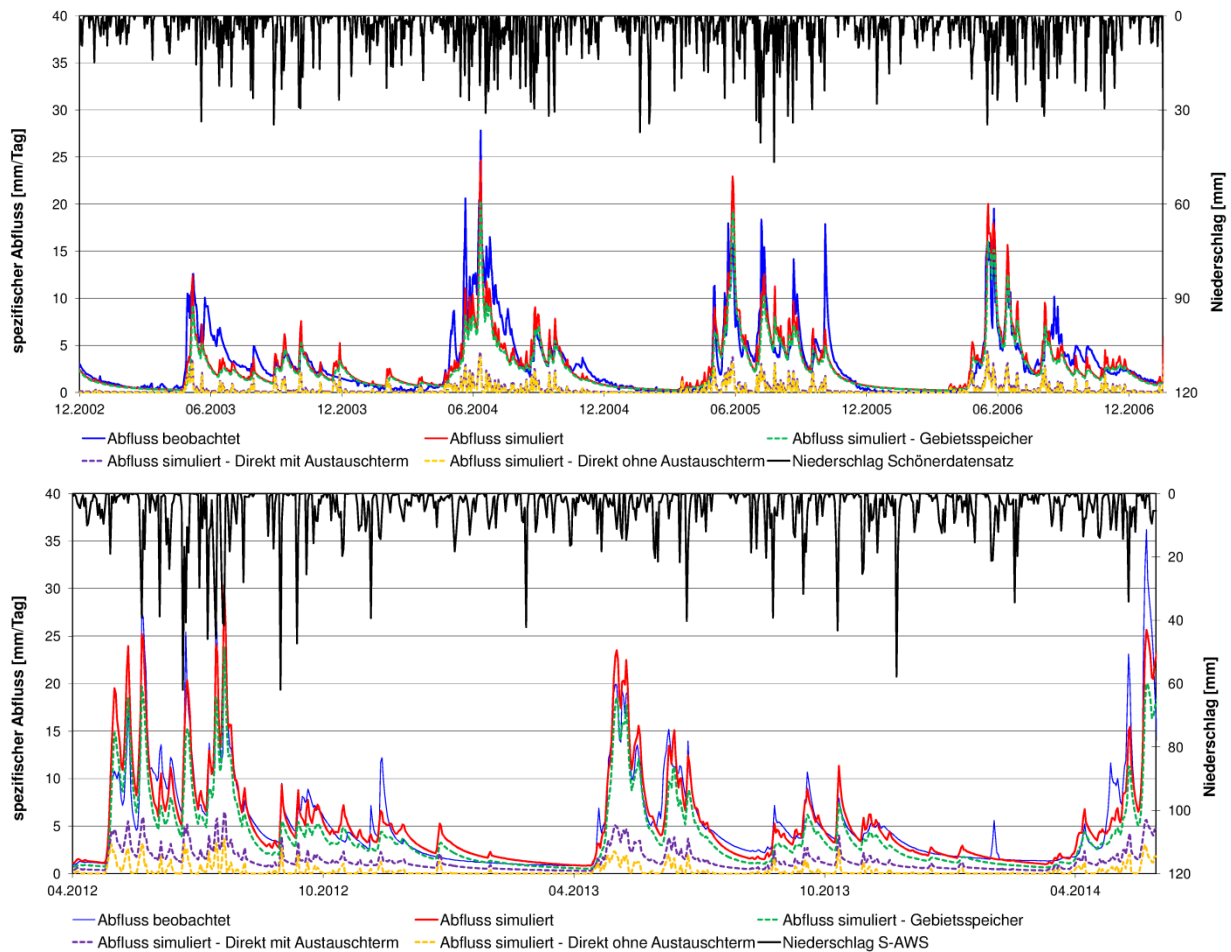 40
35
30
25
20
15
10
5
0
spezifischer Abfluss [mm/Tag]
0
30
60
90
120
Niederschlag [mm]
12.2002
06.2003
12.2003
06.2004
12.2004
06.2005
12.2005
06.2006
12.2006
Abfluss beobachtet
Abfluss simuliert
Abfluss simuliert - Gebietsspeicher
Abfluss simuliert - Direkt mit Austauschterm
Abfluss simuliert - Direkt ohne Austauschterm
Niederschlag Schönerdatensatz
40
35
30
25
20
15
10
5
0
spezifischer Abfluss [mm/Tag]
0
20
40
60
80
100
120
Niederschlag [mm]
04.2012
10.2012
04.2013
10.2013
04.2014
Abfluss beobachtet
Abfluss simuliert
Abfluss simuliert - Gebietsspeicher
Abfluss simuliert - Direkt mit Austauschterm
Abfluss simuliert - Direkt ohne Austauschterm
Niederschlag S-AWS